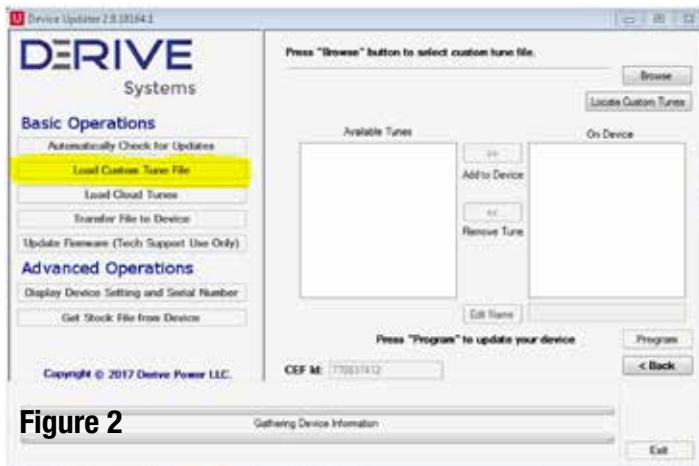 Device Updater 2.9.18184.1
DERIVE
Systems
Basic Operations
Automatically Check for Updates
Load Custom Tune File
Load Cloud Tunes
Transfer File to Device
Update Firmware (Tech Support Use Only)
Advanced Operations
Display Device Setting and Serial Number
Get Stock File from Device
Copyright © 2017 Derive Power LLC.
Press "Browse" button to select custom tune file.
Browse
Locate Custom Tunes
Available Tunes
On Device
>>
Add to Device
<<
Remove Tune
Edit Name
Press "Program" to update your device
Program
CEF Id:
< Back
Figure 2
Gathering Device Information
Exit